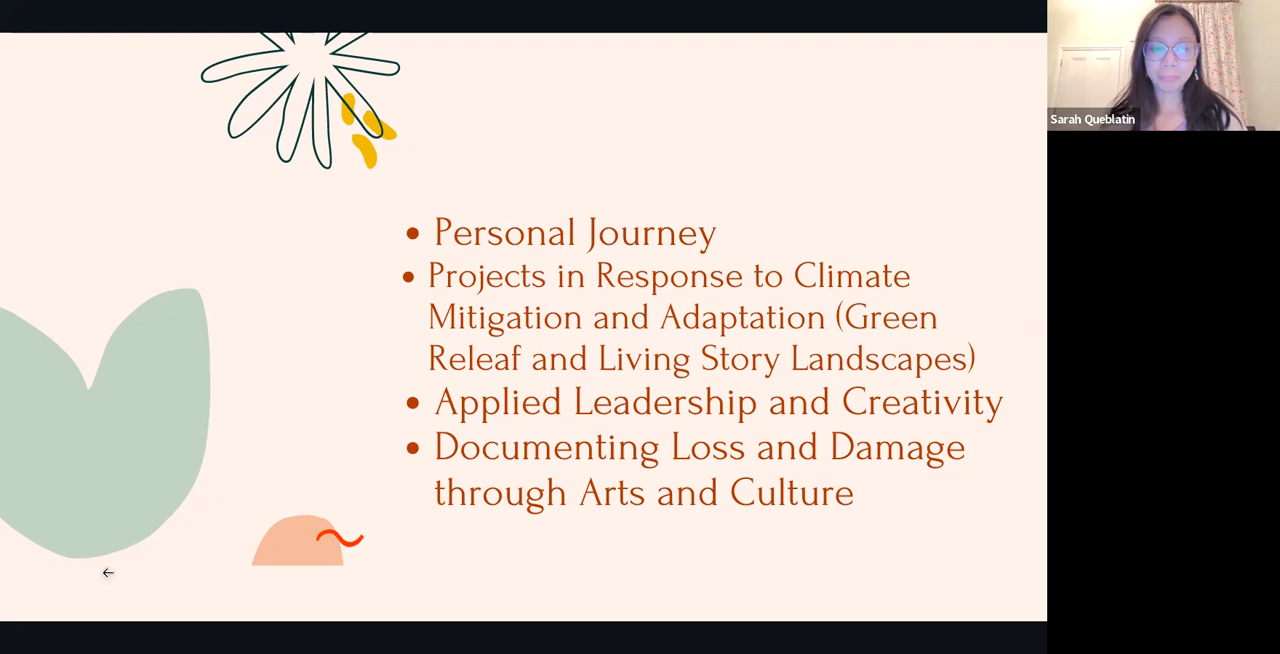 Personal Journey
Projects in Response to Climate
Mitigation and Adaptation (Green
Releaf and Living Story Landscapes)
Applied Leadership and Creativity
Documenting Loss and Damage
through Arts and Culture
Sarah Queblatin